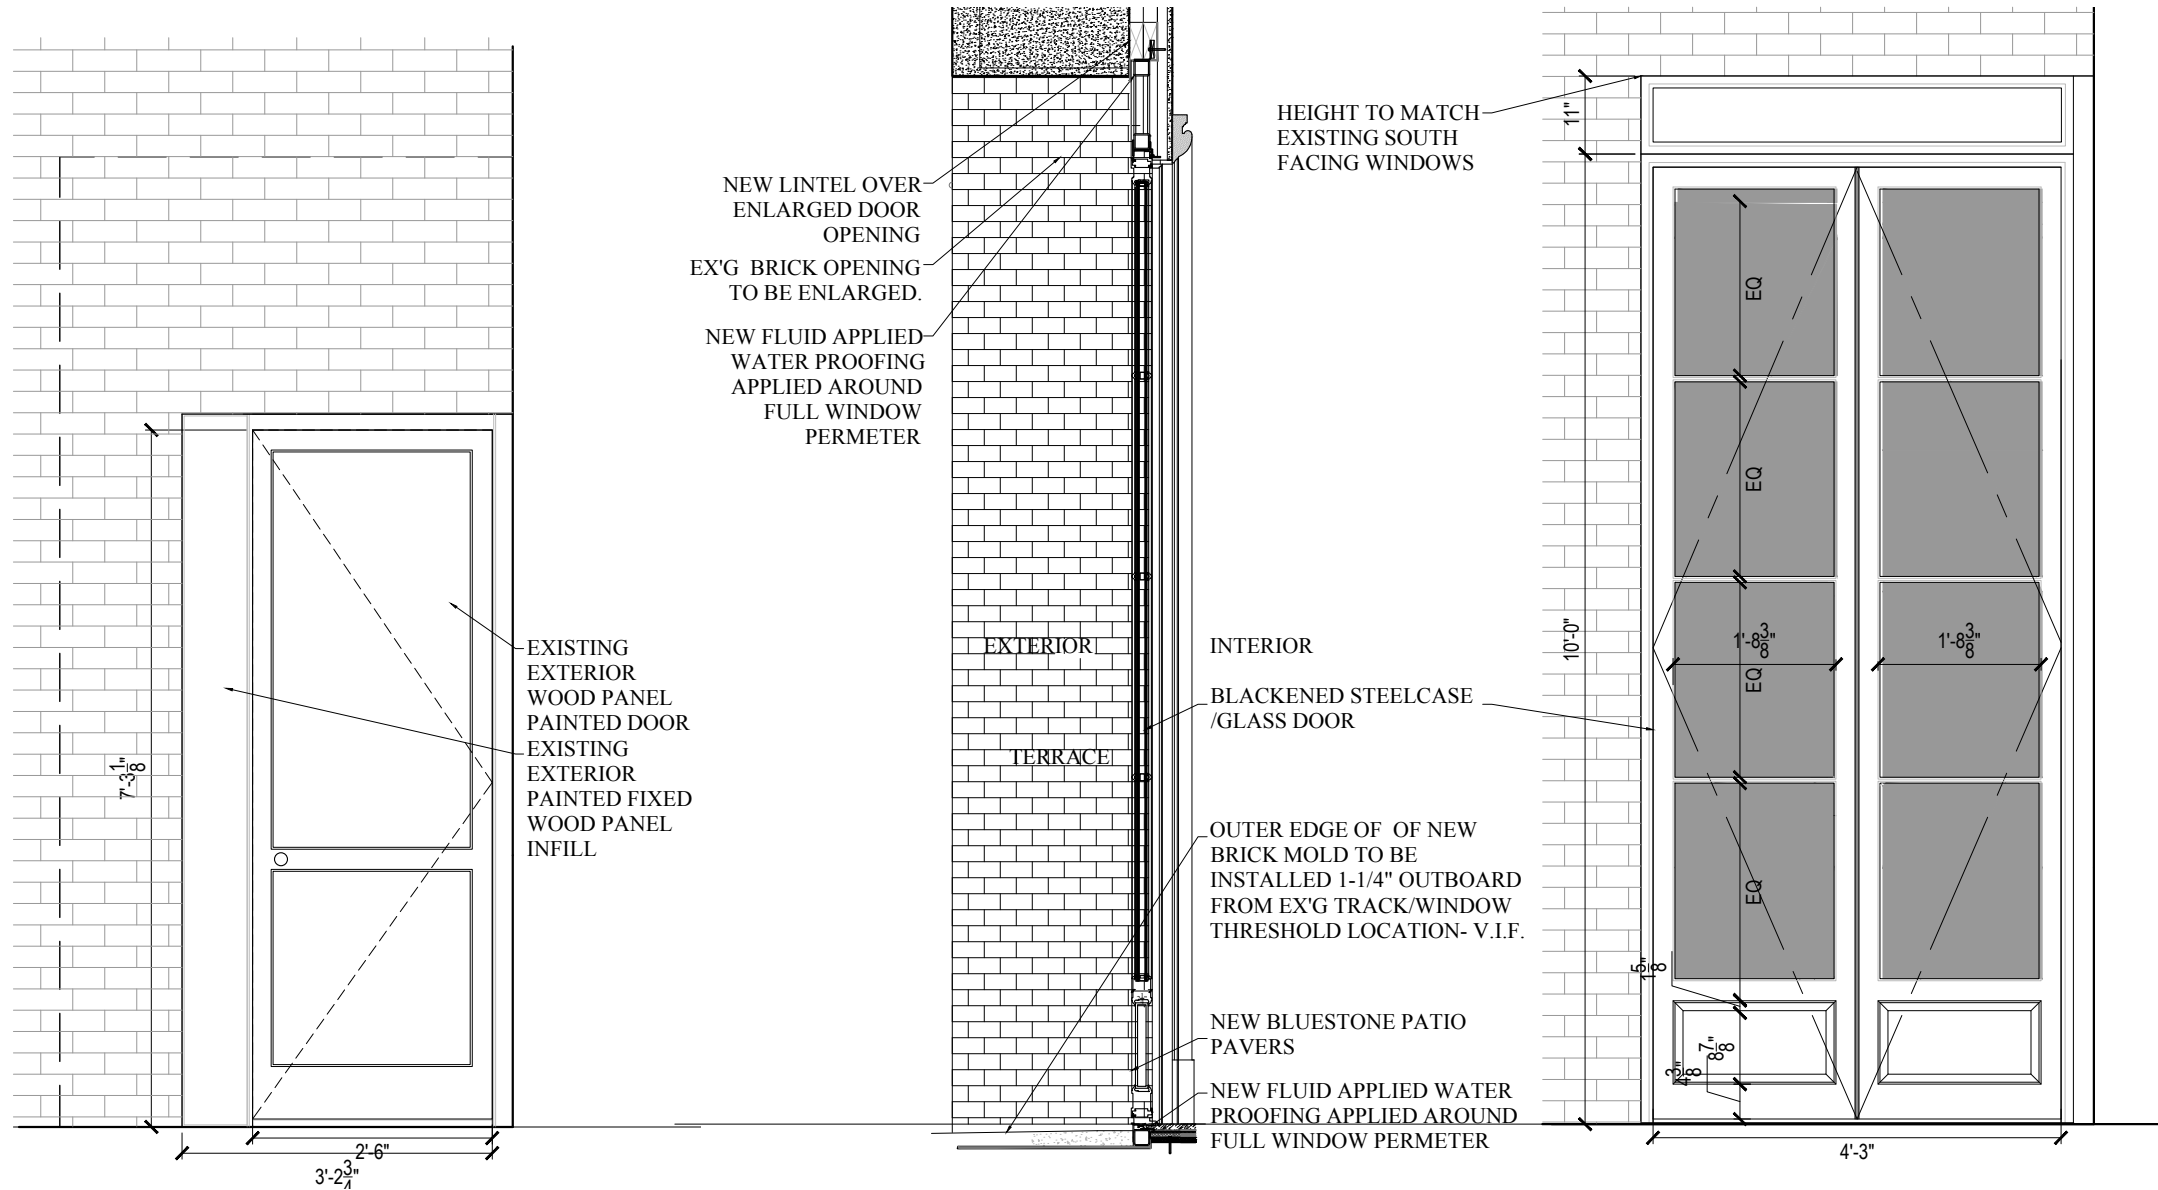 7'-3 1/8"
2'-6"
3'-2 3/4"
EXISTING
EXTERIOR
WOOD PANEL
PAINTED DOOR
EXISTING
EXTERIOR
PAINTED FIXED
WOOD PANEL
INFILL
NEW LINTEL OVER
ENLARGED DOOR
OPENING
EX'G BRICK OPENING
TO BE ENLARGED.
NEW FLUID APPLIED
WATER PROOFING
APPLIED AROUND
FULL WINDOW
PERMETER
EXTERIOR
TERRACE
INTERIOR
BLACKENED STEELCASE
/GLASS DOOR
OUTER EDGE OF OF NEW
BRICK MOLD TO BE
INSTALLED 1-1/4" OUTBOARD
FROM EX'G TRACK/WINDOW
THRESHOLD LOCATION- V.I.F.
NEW BLUESTONE PATIO
PAVERS
NEW FLUID APPLIED WATER
PROOFING APPLIED AROUND
FULL WINDOW PERMETER
HEIGHT TO MATCH
EXISTING SOUTH
FACING WINDOWS
11"
10'-0"
EQ
EQ
1'-8 3/8"
1'-8 3/8"
EQ
EQ
1 5/8"
8 7/8"
4 3/8"
4'-3"